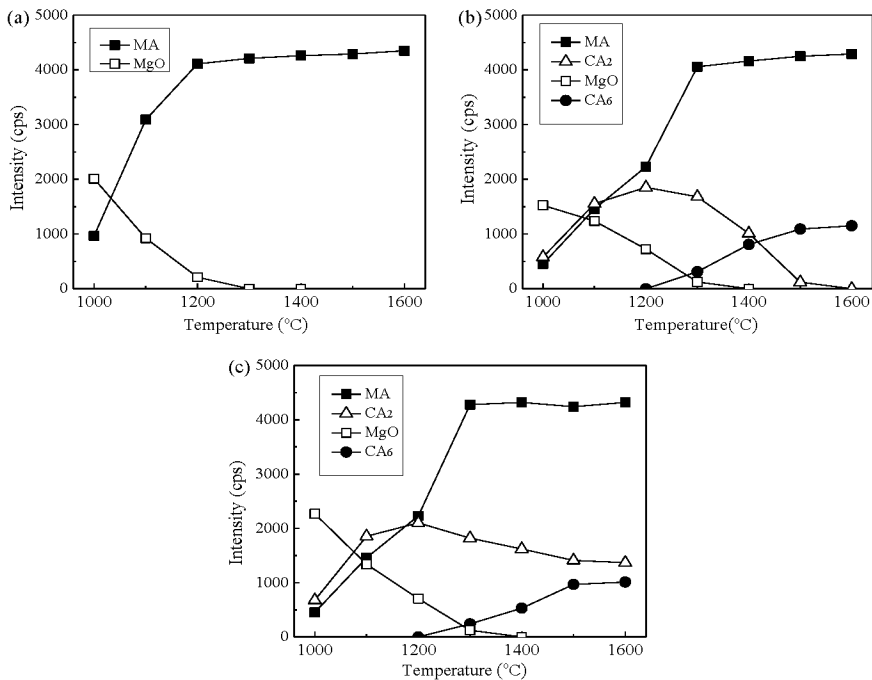 (a)
5000
4000
3000
2000
1000
0
Intensity (cps)
MA
MgO
1000 1200 1400 1600
Temperature (°C)
(b)
5000
4000
3000
2000
1000
0
Intensity (cps)
MA
CA2
MgO
CA6
1000 1200 1400 1600
Temperature(°C)
(c)
5000
4000
3000
2000
1000
0
Intensity (cps)
MA
CA2
MgO
CA6
1000 1200 1400 1600
Temperature (°C)